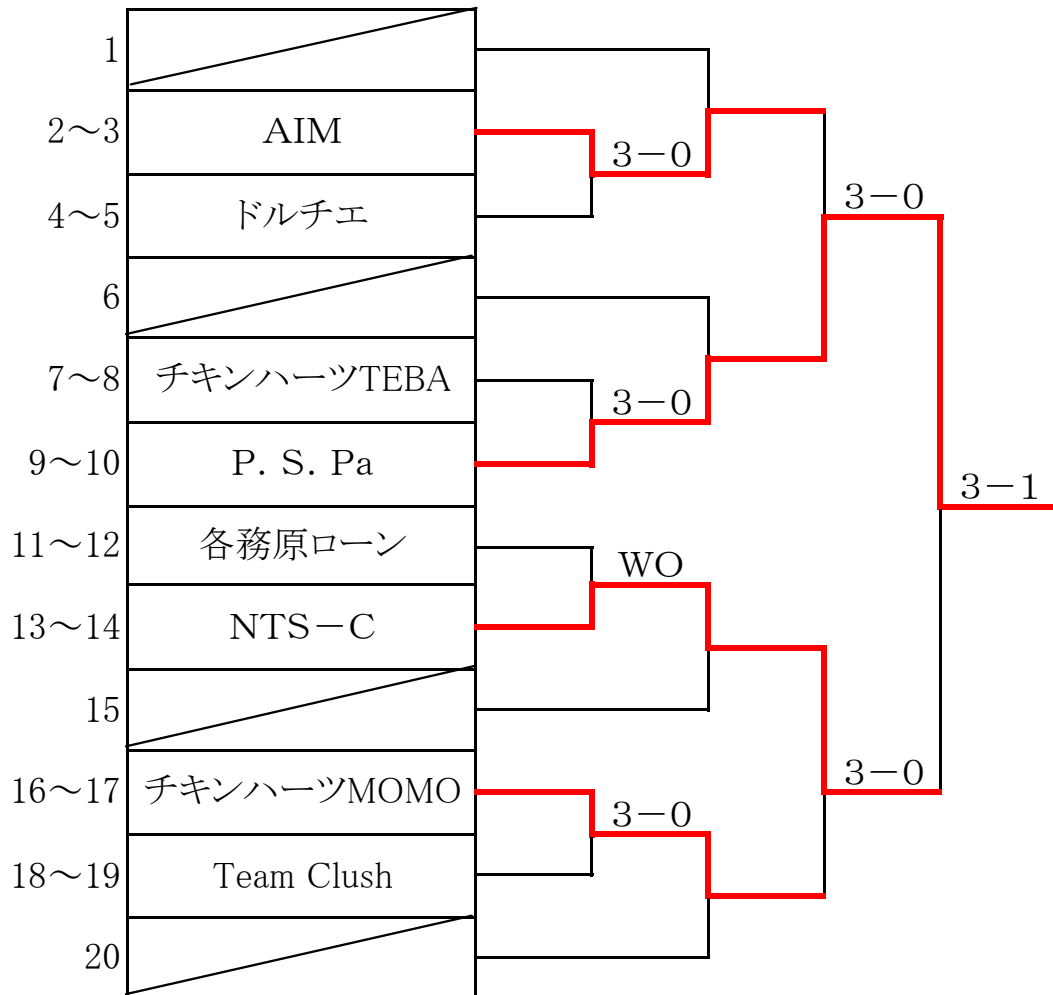 1
2～3 AIM
3－0
4～5 ドルチエ
3－0
6
7～8 チキンハーツTEBA
3－0
9～10 P. S. Pa
3－1
11～12 各務原ローン
WO
13～14 NTS－C
15
3－0
16～17 チキンハーツMOMO
3－0
18～19 Team Clush
20